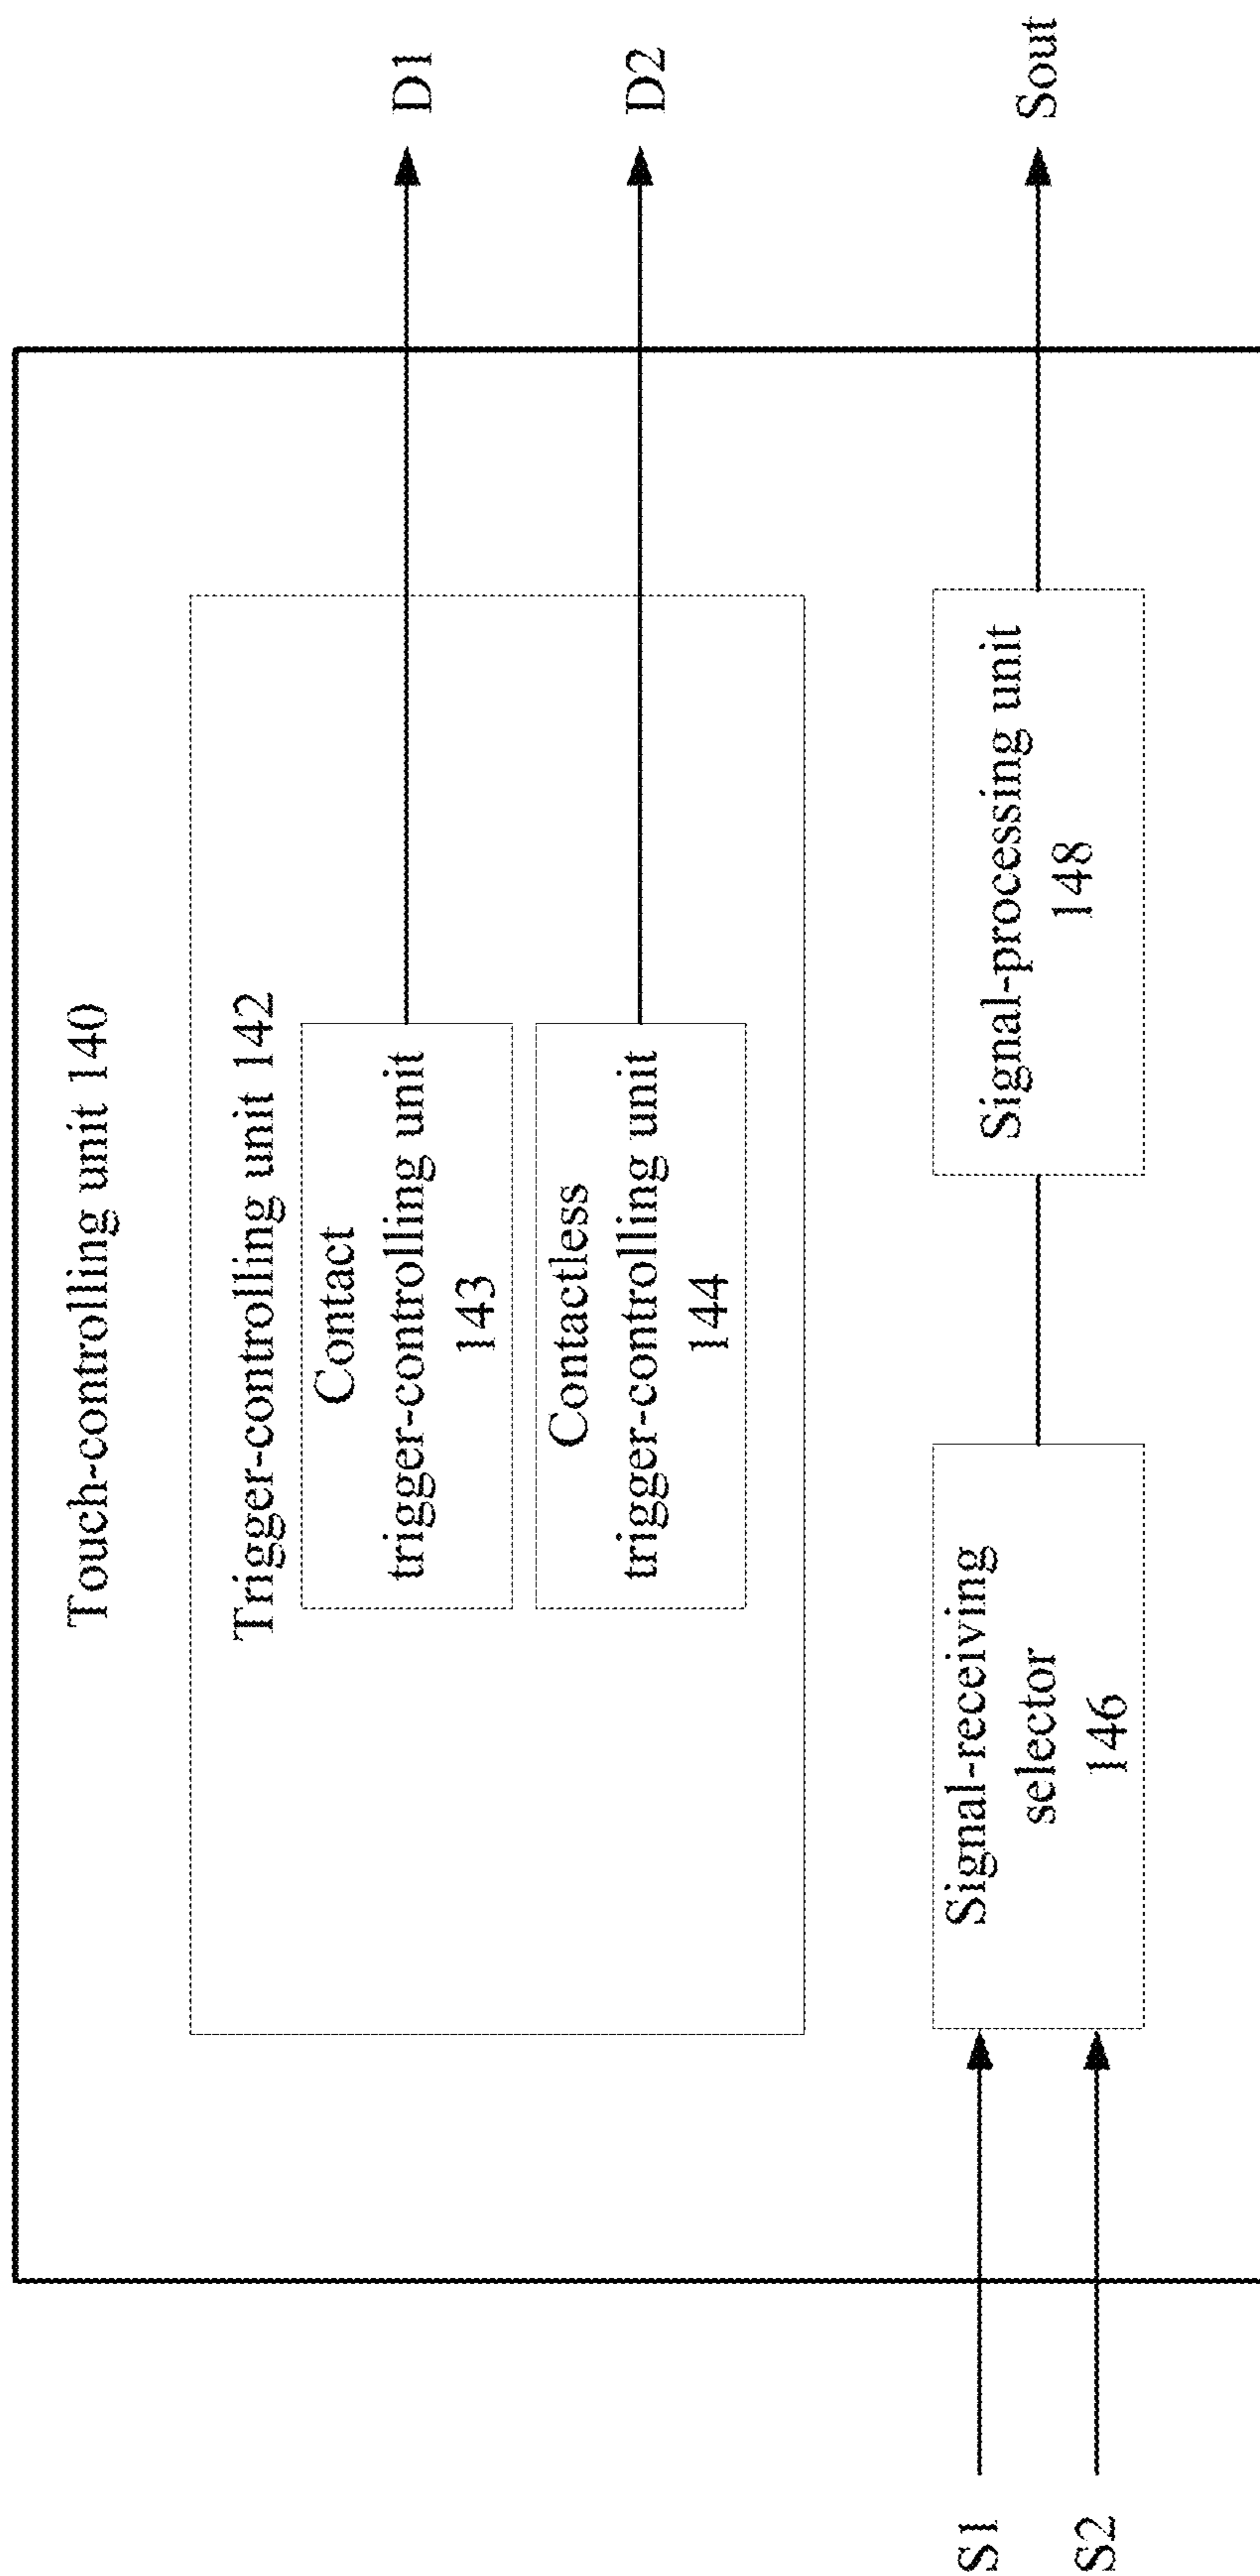 Touch-controlling unit 140
Trigger-controlling unit 142
Contact
trigger-controlling unit
143
D1
Contactless
trigger-controlling unit
144
D2
S1
S2
Signal-receiving
selector
146
Signal-processing unit
148
Sout